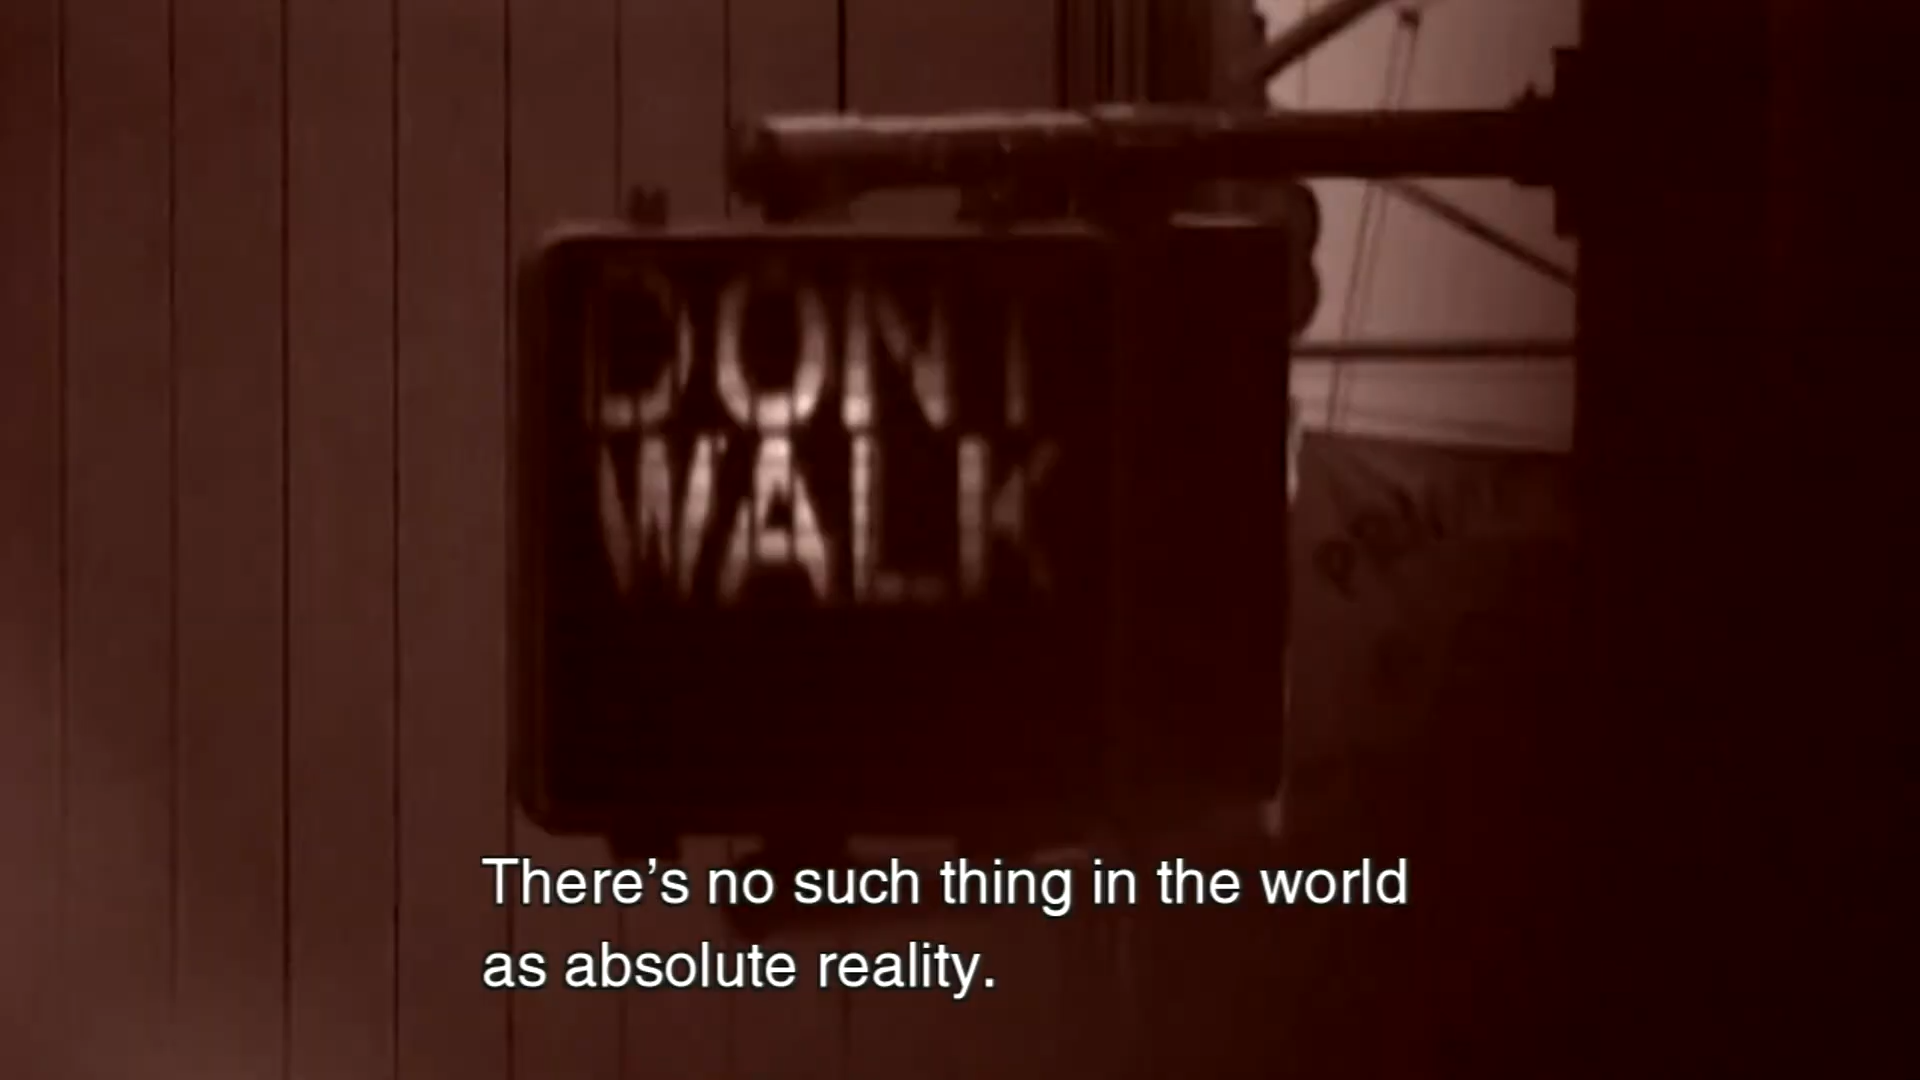 DONT
WALK
There’s no such thing in the world
as absolute reality.